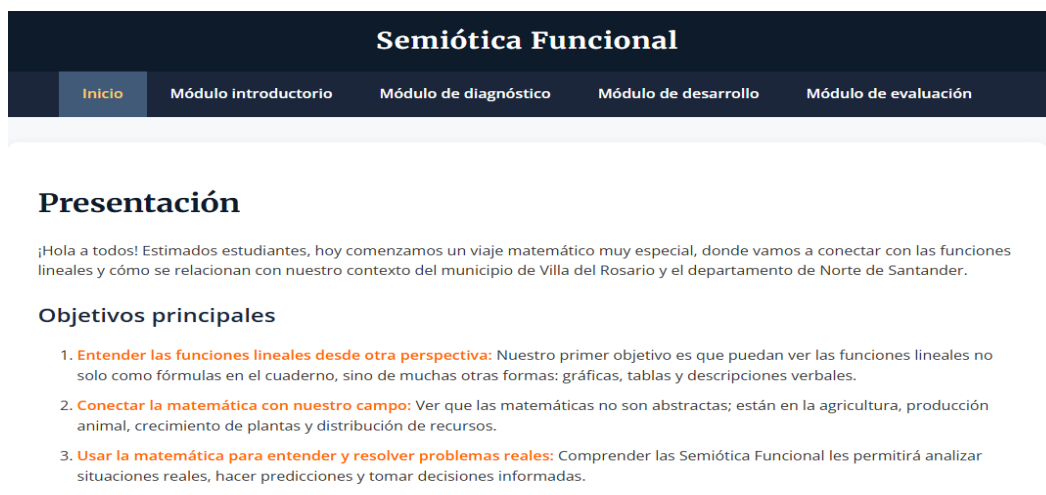 Semiótica Funcional
Inicio Módulo introductorio Módulo de diagnóstico Módulo de desarrollo Módulo de evaluación
Presentación
¡Hola a todos! Estimados estudiantes, hoy comenzamos un viaje matemático muy especial, donde vamos a conectar con las funciones
lineales y cómo se relacionan con nuestro contexto del municipio de Villa del Rosario y el departamento de Norte de Santander.
Objetivos principales
1. Entender las funciones lineales desde otra perspectiva: Nuestro primer objetivo es que puedan ver las funciones lineales no
solo como fórmulas en el cuaderno, sino de muchas otras formas: gráficas, tablas y descripciones verbales.
2. Conectar la matemática con nuestro campo: Ver que las matemáticas no son abstractas; están en la agricultura, producción
animal, crecimiento de plantas y distribución de recursos.
3. Usar la matemática para entender y resolver problemas reales: Comprender las Semiótica Funcional les permitirá analizar
situaciones reales, hacer predicciones y tomar decisiones informadas.